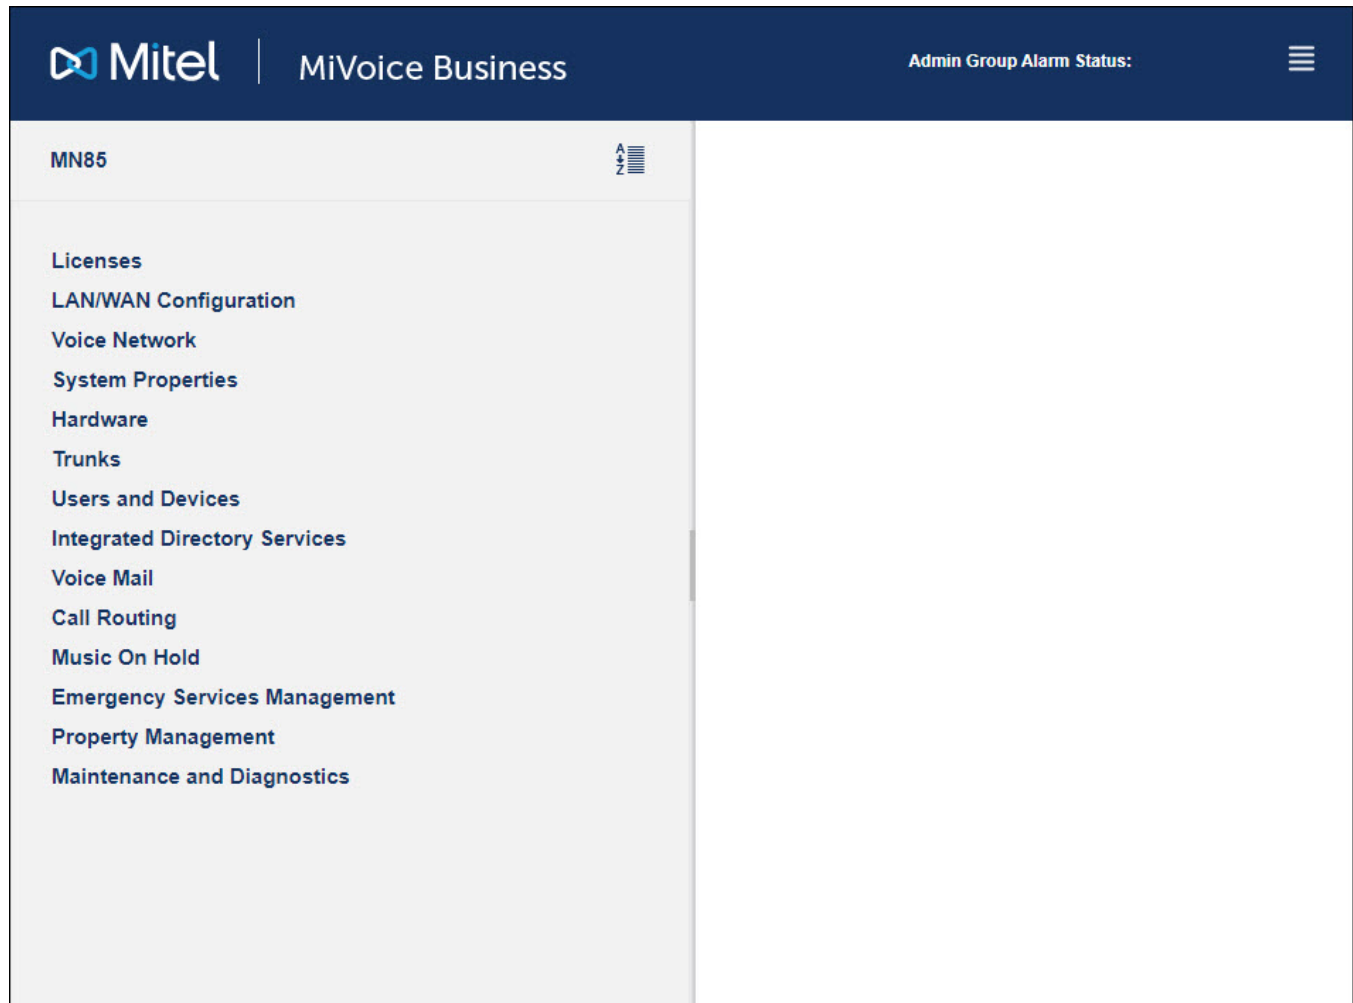 Mitel
MiVoice Business
Admin Group Alarm Status:
MN85
A
Z
Licenses
LAN/WAN Configuration
Voice Network
System Properties
Hardware
Trunks
Users and Devices
Integrated Directory Services
Voice Mail
Call Routing
Music On Hold
Emergency Services Management
Property Management
Maintenance and Diagnostics